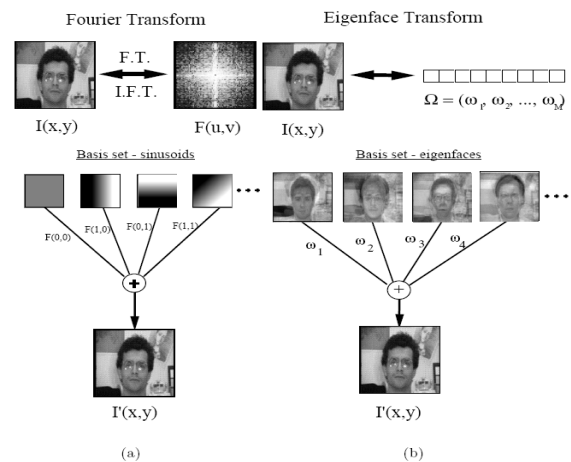 Fourier Transform
F.T.
I.F.T.
I(x,y)
F(u,v)
Basis set - sinusoids
F(0,0)
F(1,0)
F(0,1)
F(1,1)
+
I'(x,y)
(a)
Eigenface Transform
I(x,y)
Ω = (ω1, ω2, ..., ωM)
Basis set - eigenfaces
ω1
ω2
ω3
ω4
+
I'(x,y)
(b)